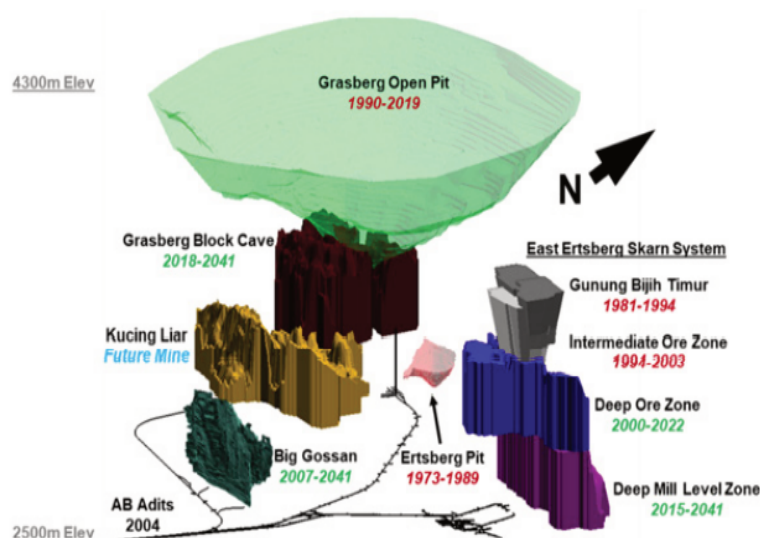 4300m Elev
Grasberg Open Pit
1990-2019
N
Grasberg Block Cave
2018-2041
East Ertsberg Skarn System
Gunung Bijih Timur
1981-1994
Kucing Liar
Future Mine
Intermediate Ore Zone
1994-2003
Deep Ore Zone
2000-2022
Big Gossan
2007-2041
Ertsberg Pit
1973-1989
Deep Mill Level Zone
2015-2041
AB Adits
2004
2500m Elev